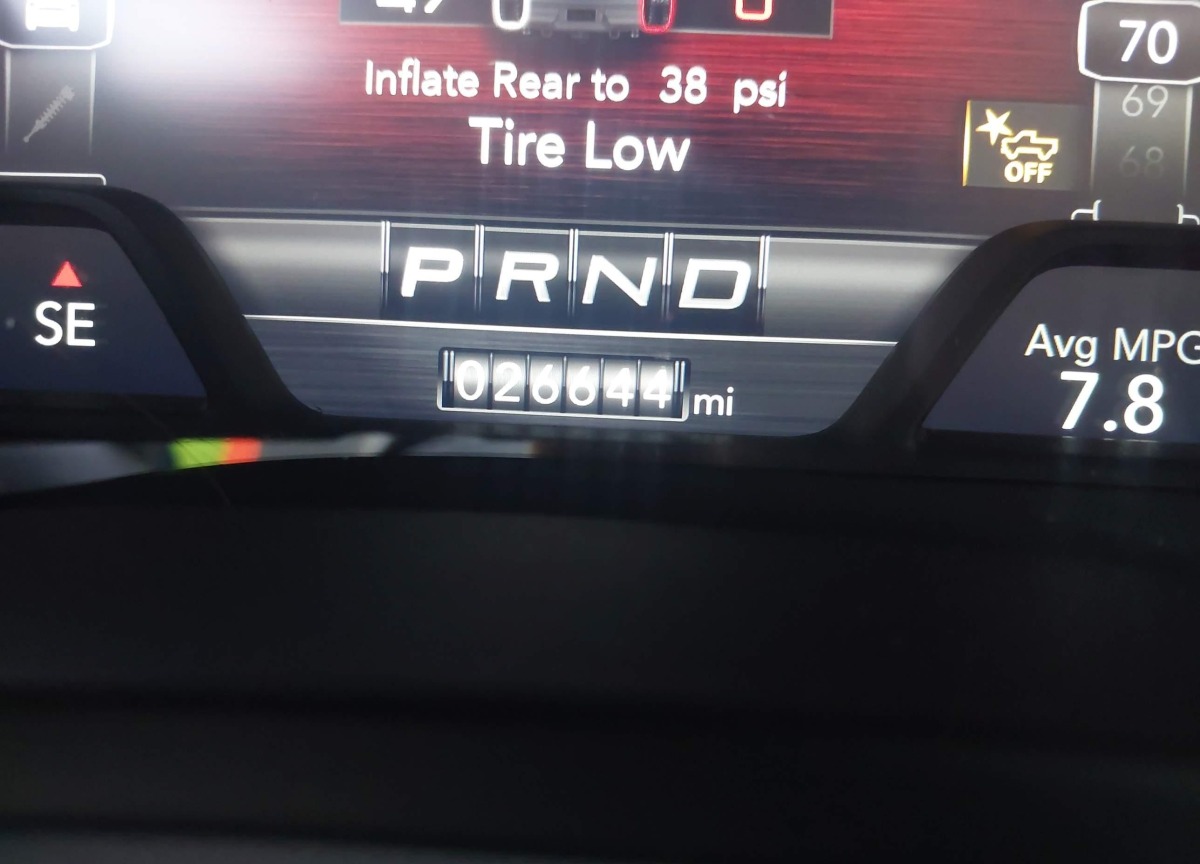 70
Inflate Rear to 38 psi
69
Tire Low
68
OFF
P R N D
SE
Avg MPG
7.8
026644 mi